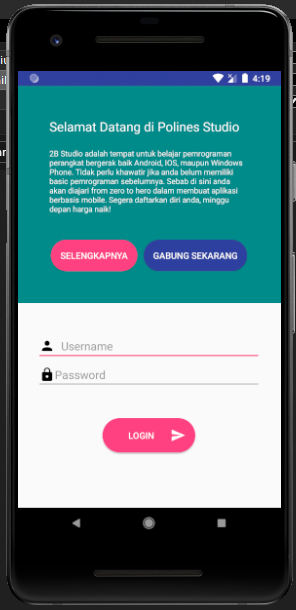 4:19
Selamat Datang di Polines Studio
2B Studio adalah tempat untuk belajar pemrograman
perangkat bergerak baik Android, IOS, maupun Windows
Phone. Tidak perlu khawatir jika anda belum memiliki
basic pemrograman sebelumnya. Sebab di sini anda
akan diajari from zero to hero dalam membuat aplikasi
berbasis mobile. Segera daftarkan diri anda, minggu
depan harga naik!
SELENGKAPNYA GABUNG SEKARANG
Username
Password
LOGIN